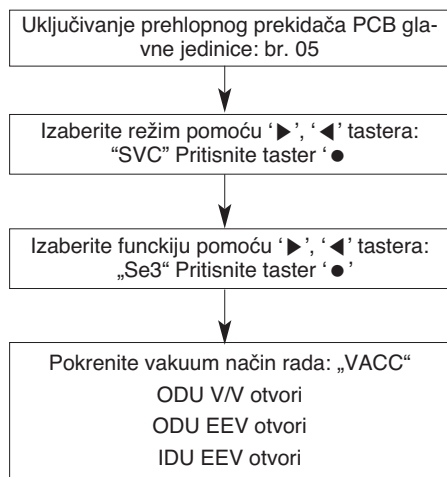 Uključivanje prehlopnog prekidača PCB gla-
vne jedinice: br. 05
Izaberite režim pomoću ‘▶’, ‘◀’ tastera:
“SVC” Pritisnite taster ‘●
Izaberite funckiju pomoću ‘▶’, ‘◀’ tastera:
„Se3“ Pritisnite taster ‘●’
Pokrenite vakuum način rada: „VACC“
ODU V/V otvori
ODU EEV otvori
IDU EEV otvori